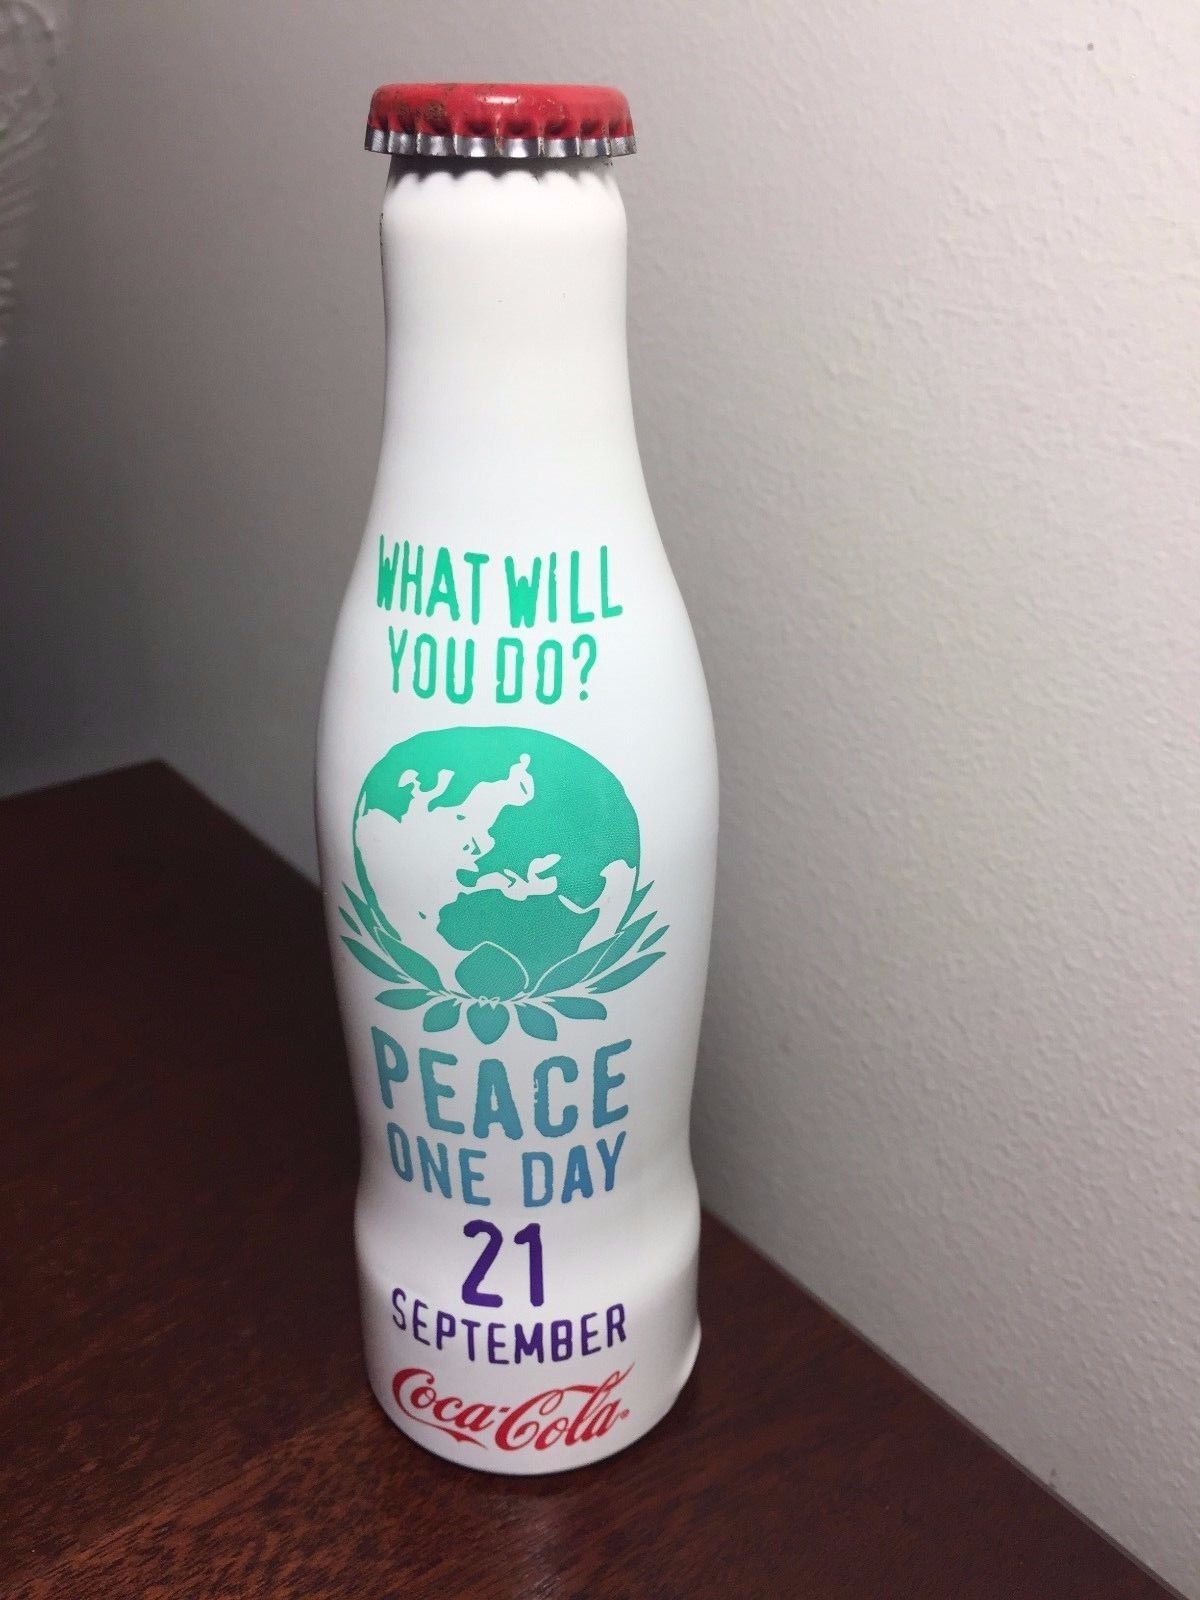 WHAT WILL
YOU DO?
PEACE
ONE DAY
21
SEPTEMBER
Coca-Cola®